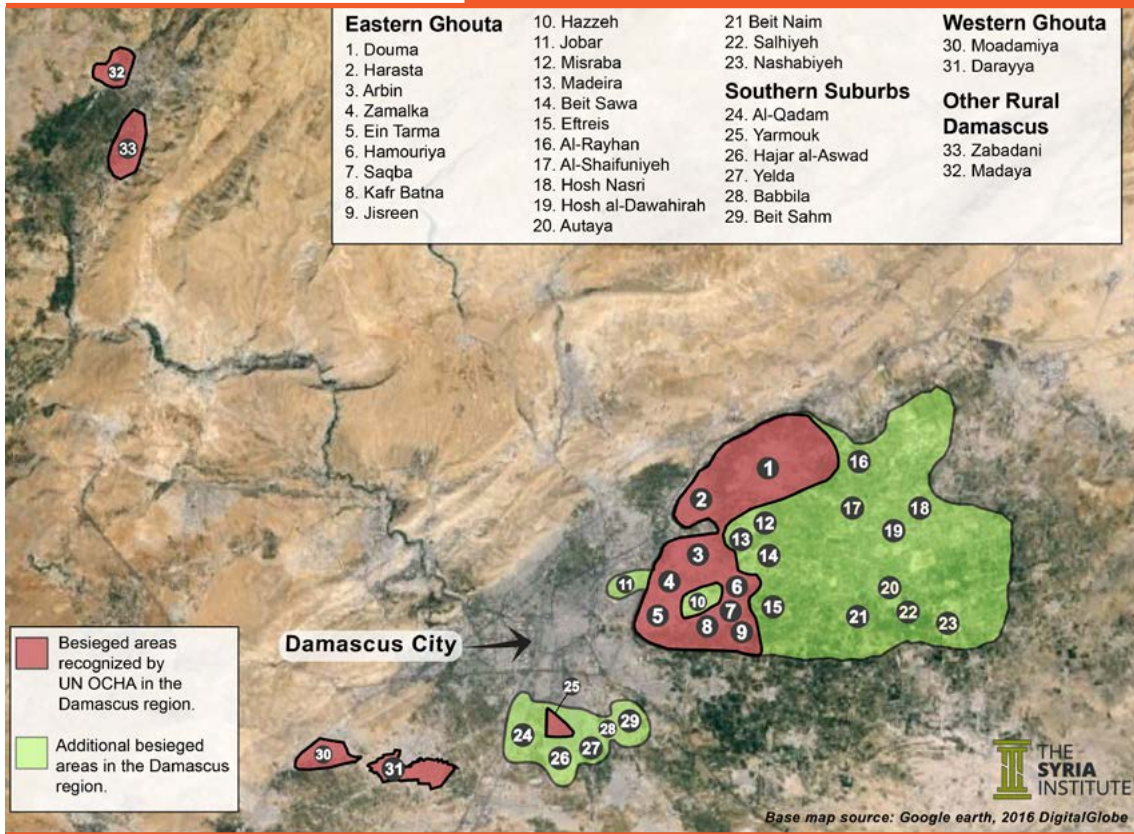 Eastern Ghouta
1. Douma
2. Harasta
3. Arbin
4. Zamalka
5. Ein Tarma
6. Hamouriya
7. Saqba
8. Kafr Batna
9. Jisreen
10. Hazzeh
11. Jobar
12. Misraba
13. Madeira
14. Beit Sawa
15. Eftreis
16. Al-Rayhan
17. Al-Shaifuniyeh
18. Hosh Nasri
19. Hosh al-Dawahirah
20. Autaya
21 Beit Naim
22. Salhiyeh
23. Nashabiyeh
Southern Suburbs
24. Al-Qadam
25. Yarmouk
26. Hajar al-Aswad
27. Yelda
28. Babbila
29. Beit Sahm
Western Ghouta
30. Moadamiya
31. Darayya
Other Rural
Damascus
33. Zabadani
32. Madaya
32
33
1
2
16
17
18
19
12
13
14
3
4
11
10
6
5
7
8
9
15
20
21
22
23
Damascus City
25
24
26
27
28
29
30
31
Besieged areas
recognized by
UN OCHA in the
Damascus region.
Additional besieged
areas in the Damascus
region.
THE
SYRIA
INSTITUTE
Base map source: Google earth, 2016 DigitalGlobe